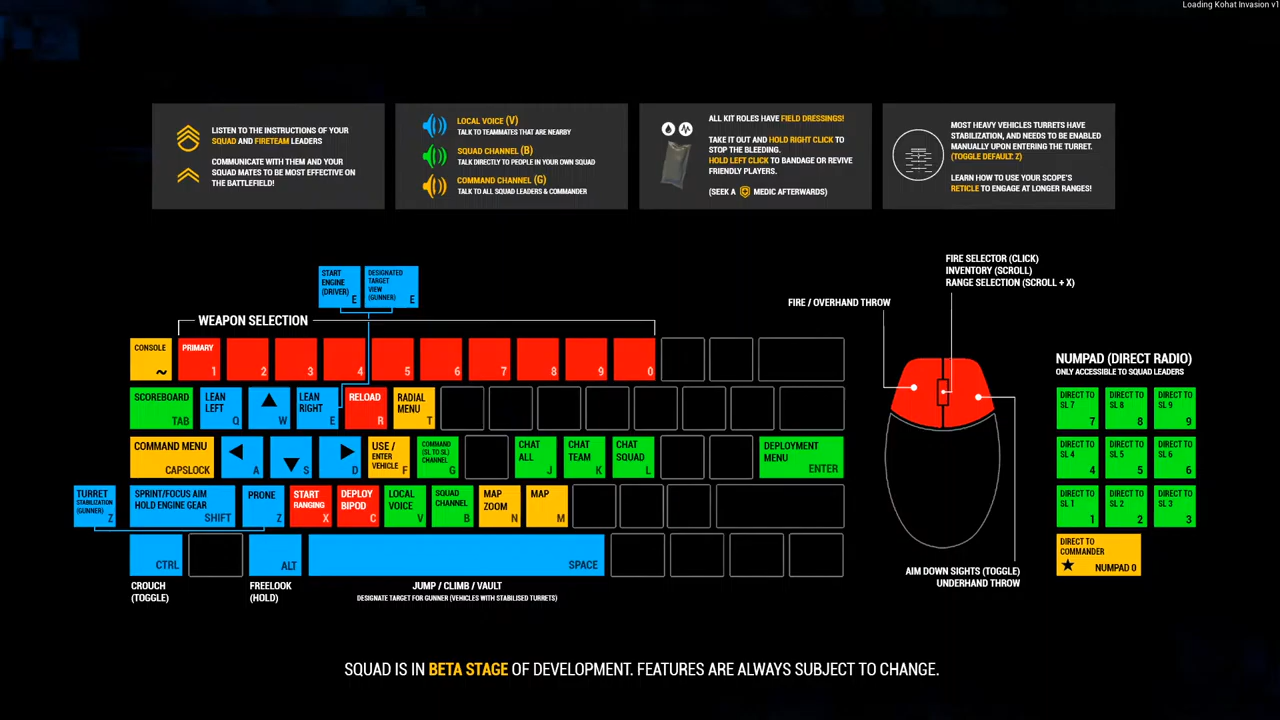 Loading Kohat Invasion v1
LISTEN TO THE INSTRUCTIONS OF YOUR
SQUAD AND FIRETEAM LEADERS
COMMUNICATE WITH THEM AND YOUR
SQUAD MATES TO BE MOST EFFECTIVE ON
THE BATTLEFIELD!
LOCAL VOICE (V)
TALK TO TEAMMATES THAT ARE NEARBY
SQUAD CHANNEL (B)
TALK DIRECTLY TO PEOPLE IN YOUR OWN SQUAD
COMMAND CHANNEL (G)
TALK TO ALL SQUAD LEADERS & COMMANDER
ALL KIT ROLES HAVE FIELD DRESSINGS!
TAKE IT OUT AND HOLD RIGHT CLICK TO
STOP THE BLEEDING.
HOLD LEFT CLICK TO BANDAGE OR REVIVE
FRIENDLY PLAYERS.
(SEEK A MEDIC AFTERWARDS)
MOST HEAVY VEHICLES TURRETS HAVE
STABILIZATION, AND NEEDS TO BE ENABLED
MANUALLY UPON ENTERING THE TURRET.
(TOGGLE DEFAULT: Z)
LEARN HOW TO USE YOUR SCOPE'S
RETICLE TO ENGAGE AT LONGER RANGES!
START
ENGINE
(DRIVER)
E
DESIGNATED
TARGET
VIEW
(GUNNER)
E
WEAPON SELECTION
CONSOLE
~
PRIMARY
1
2
3
4
5
6
7
8
9
0
SCOREBOARD
TAB
LEAN
LEFT
Q
W
LEAN
RIGHT
E
RELOAD
R
RADIAL
MENU
T
COMMAND MENU
CAPSLOCK
A
S
D
USE /
ENTER
VEHICLE
F
COMMAND
(SL TO SL)
CHANNEL
G
CHAT
ALL
J
CHAT
TEAM
K
CHAT
SQUAD
L
DEPLOYMENT
MENU
ENTER
TURRET
STABILIZATION
(GUNNER)
Z
SPRINT/FOCUS AIM
HOLD ENGINE GEAR
SHIFT
PRONE
Z
START
RANGING
X
DEPLOY
BIPOD
C
LOCAL
VOICE
V
SQUAD
CHANNEL
B
MAP
ZOOM
N
MAP
M
CTRL
ALT
SPACE
CROUCH
(TOGGLE)
FREELOOK
(HOLD)
JUMP / CLIMB / VAULT
DESIGNATE TARGET FOR GUNNER (VEHICLES WITH STABILISED TURRETS)
FIRE SELECTOR (CLICK)
INVENTORY (SCROLL)
RANGE SELECTION (SCROLL + X)
FIRE / OVERHAND THROW
AIM DOWN SIGHTS (TOGGLE)
UNDERHAND THROW
NUMPAD (DIRECT RADIO)
ONLY ACCESSIBLE TO SQUAD LEADERS
DIRECT TO
SL 7
7
DIRECT TO
SL 8
8
DIRECT TO
SL 9
9
DIRECT TO
SL 4
4
DIRECT TO
SL 5
5
DIRECT TO
SL 6
6
DIRECT TO
SL 1
1
DIRECT TO
SL 2
2
DIRECT TO
SL 3
3
DIRECT TO
COMMANDER
NUMPAD 0
SQUAD IS IN BETA STAGE OF DEVELOPMENT. FEATURES ARE ALWAYS SUBJECT TO CHANGE.